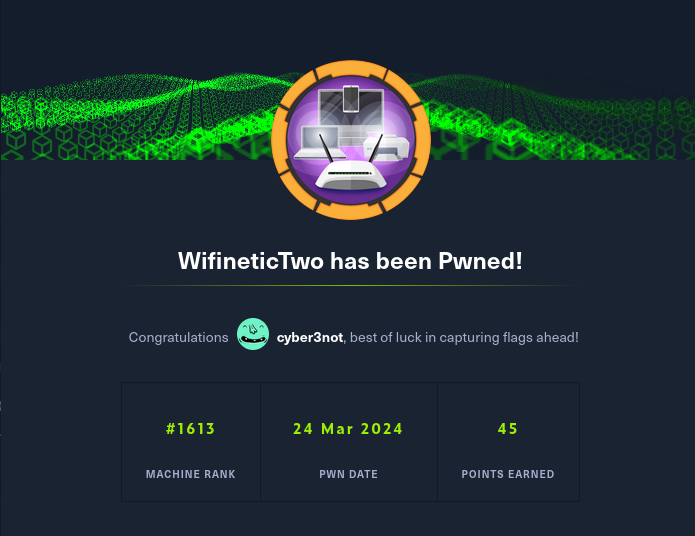 WifineticTwo has been Pwned!
Congratulations cyber3not, best of luck in capturing flags ahead!
#1613 24 Mar 2024 45
MACHINE RANK PWN DATE POINTS EARNED